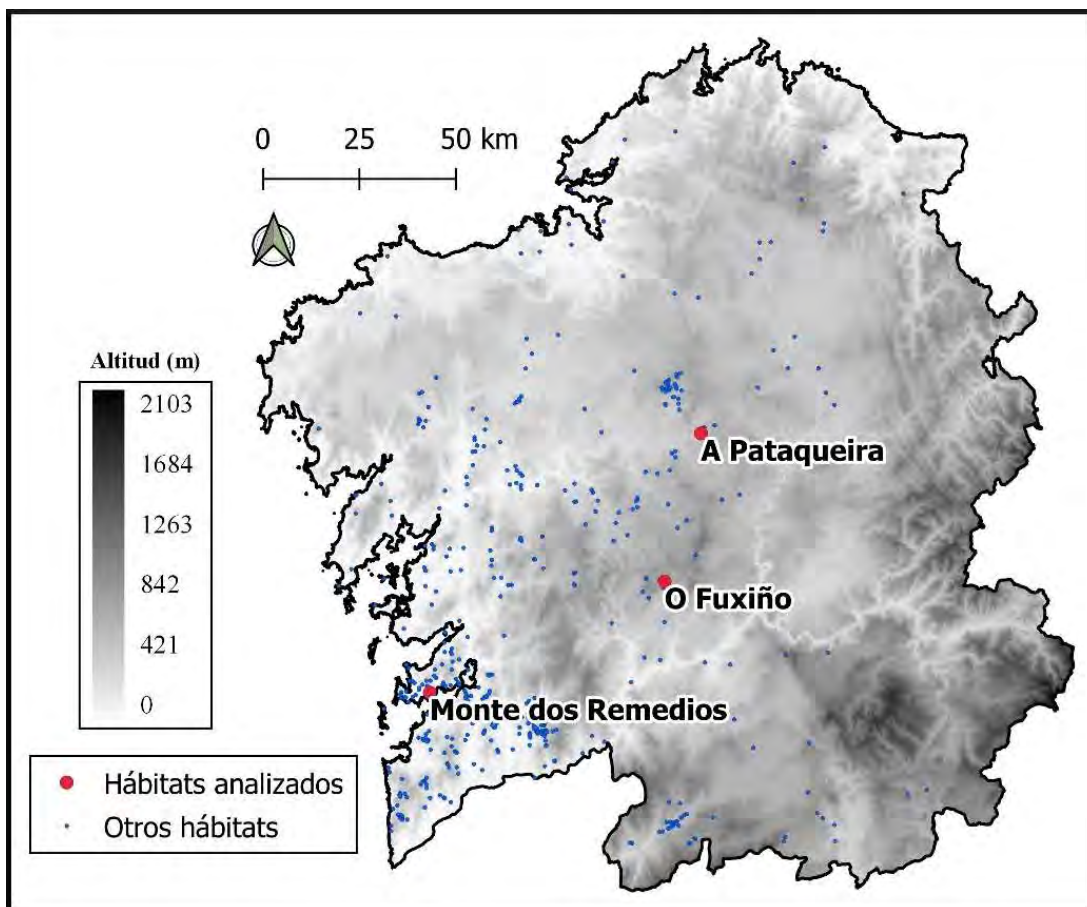 0 25 50 km
Altitud (m)
2103
1684
1263
842
421
0
A Pataqueira
O Fuxiño
Monte dos Remedios
Hábitats analizados
Otros hábitats